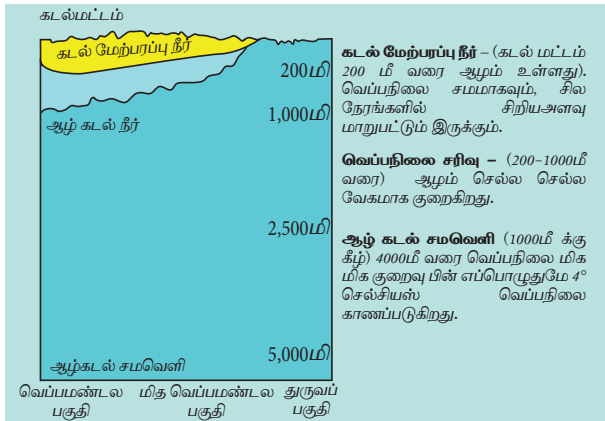 கடல்மட்டம்
கடல் மேற்பரப்பு நீர்
200மி
1,000மி
ஆழ் கடல் நீர்
2,500மி
5,000மி
ஆழ்கடல் சமவெளி
வெப்பமண்டல
பகுதி
மித வெப்பமண்டல
பகுதி
துருவப்
பகுதி
கடல் மேற்பரப்பு நீர் – (கடல் மட்டம்
200 மீ வரை ஆழம் உள்ளது).
வெப்பநிலை சமமாகவும், சில
நேரங்களில் சிறியஅளவு
மாறுபட்டும் இருக்கும்.
வெப்பநிலை சரிவு – (200-1000மீ
வரை) ஆழம் செல்ல செல்ல
வேகமாக குறைகிறது.
ஆழ் கடல் சமவெளி (1000மீ க்கு
கீழ்) 4000மீ வரை வெப்பநிலை மிக
மிக குறைவு பின் எப்பொழுதுமே 4°
செல்சியஸ் வெப்பநிலை
காணப்படுகிறது.